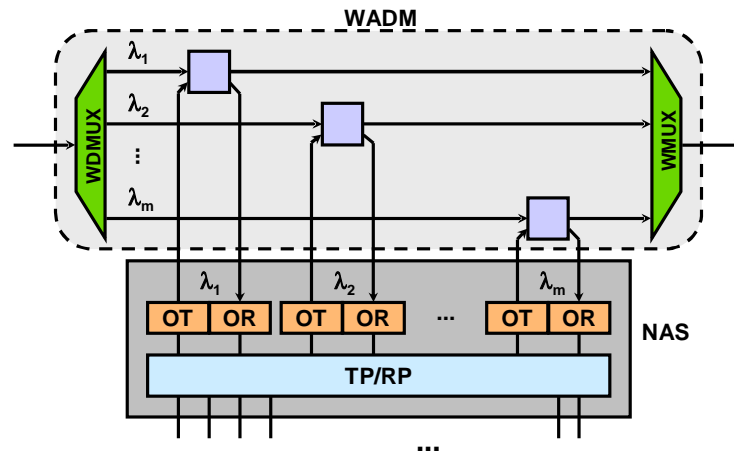 WADM
λ1
λ2
...
λm
WDMUX
WMUX
λ1 λ2 λm
OT OR OT OR ... OT OR
NAS
TP/RP
...